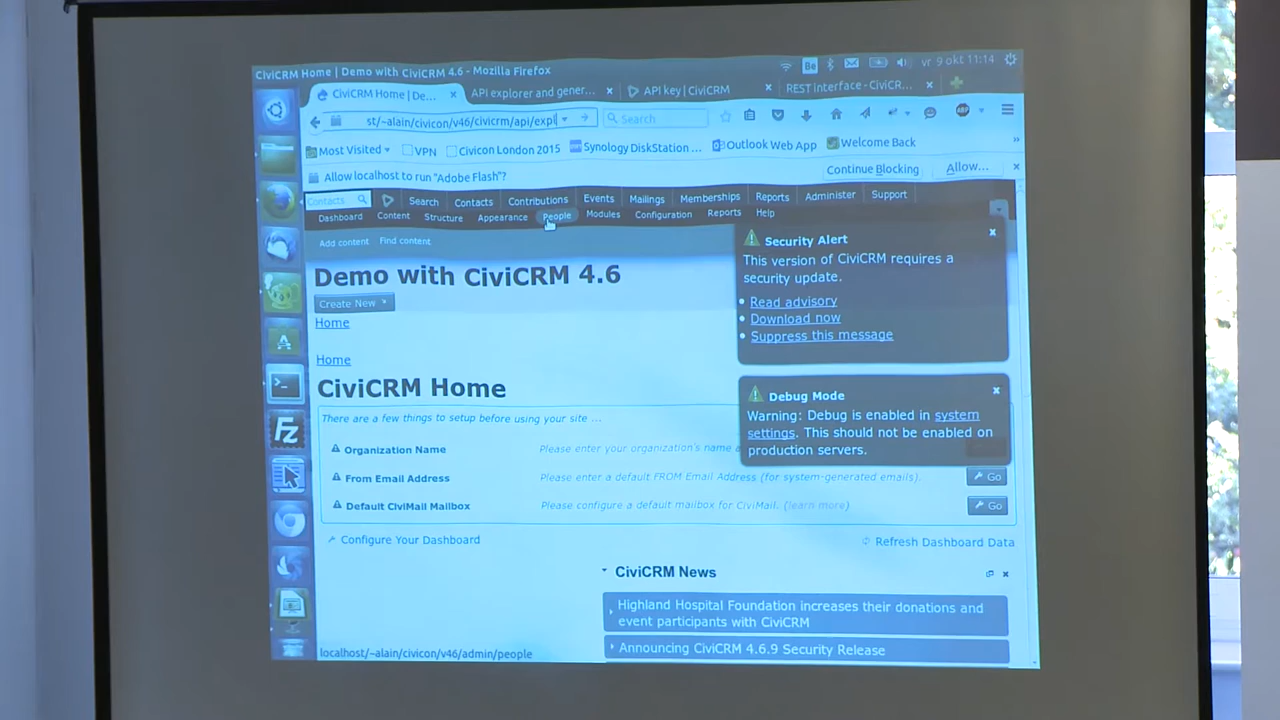 CiviCRM Home | Demo with CiviCRM 4.6 - Mozilla Firefox
Be
vr 9 okt 11:14
CiviCRM Home | De... ×
API explorer and gener... ×
API key | CiviCRM ×
REST interface - CiviCR... ×
st/~alain/civicon/v46/civicrm/api/expl
Search
ABP
Most Visited
VPN
Civicon London 2015
Synology DiskStation ...
Outlook Web App
Welcome Back
Allow localhost to run "Adobe Flash"?
Continue Blocking
Allow...
Contacts
Search Contacts Contributions Events Mailings Memberships Reports Administer Support
Dashboard Content Structure Appearance People Modules Configuration Reports Help
Add content Find content
Demo with CiviCRM 4.6
Create New
Home
Home
CiviCRM Home
There are a few things to setup before using your site ...
Organization Name
Please enter your organization's name a
From Email Address
Please enter a default FROM Email Address (for system-generated emails).
Go
Default CiviMail Mailbox
Please configure a default mailbox for CiviMail. (learn more)
Go
Security Alert
This version of CiviCRM requires a
security update.
Read advisory
Download now
Suppress this message
Debug Mode
Warning: Debug is enabled in system
settings. This should not be enabled on
production servers.
Configure Your Dashboard
Refresh Dashboard Data
CiviCRM News
Highland Hospital Foundation increases their donations and
event participants with CiviCRM
Announcing CiviCRM 4.6.9 Security Release
localhost/~alain/civicon/v46/admin/people
Fz